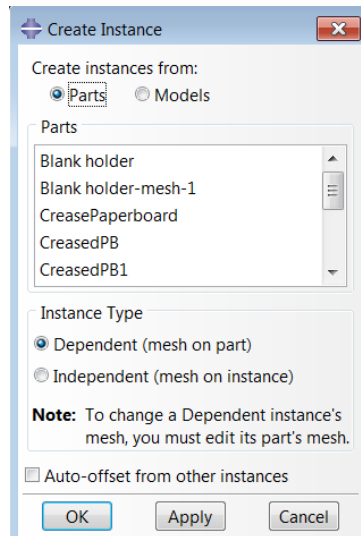 Create Instance
Create instances from:
Parts Models
Parts
Blank holder
Blank holder-mesh-1
CreasePaperboard
CreasedPB
CreasedPB1
Instance Type
Dependent (mesh on part)
Independent (mesh on instance)
Note: To change a Dependent instance's
mesh, you must edit its part's mesh.
Auto-offset from other instances
OK Apply Cancel